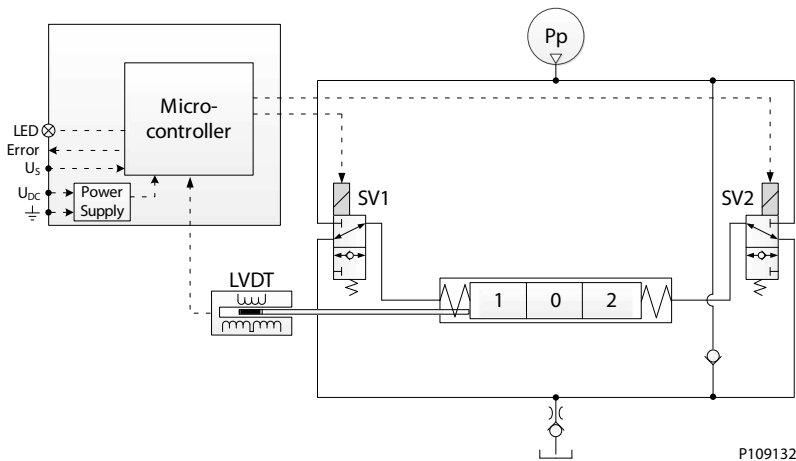 Pp
Micro-
controller
LED
Error
US
UDC
Power
Supply
SV1
SV2
LVDT
1 0 2
P109132